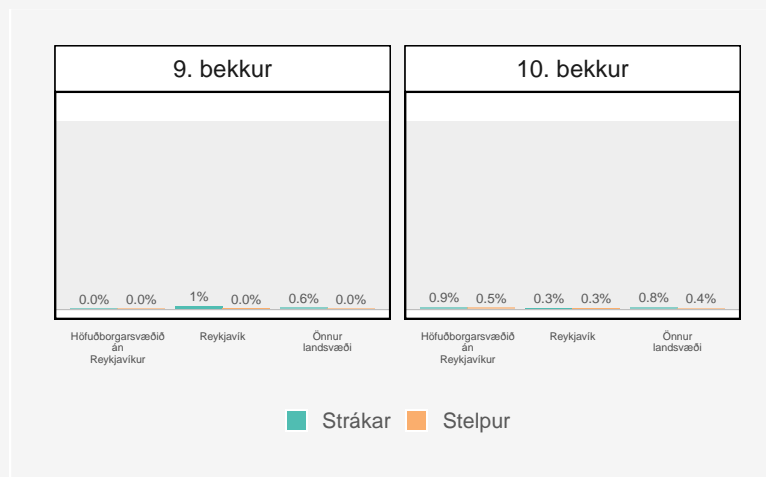 9. bekkur
10. bekkur
0.0% 0.0% 1% 0.0% 0.6% 0.0%
0.9% 0.5% 0.3% 0.3% 0.8% 0.4%
Höfuðborgarsvæðið
án
Reykjavíkur
Reykjavík
Önnur
landsvæði
Höfuðborgarsvæðið
án
Reykjavíkur
Reykjavík
Önnur
landsvæði
Strákar Stelpur